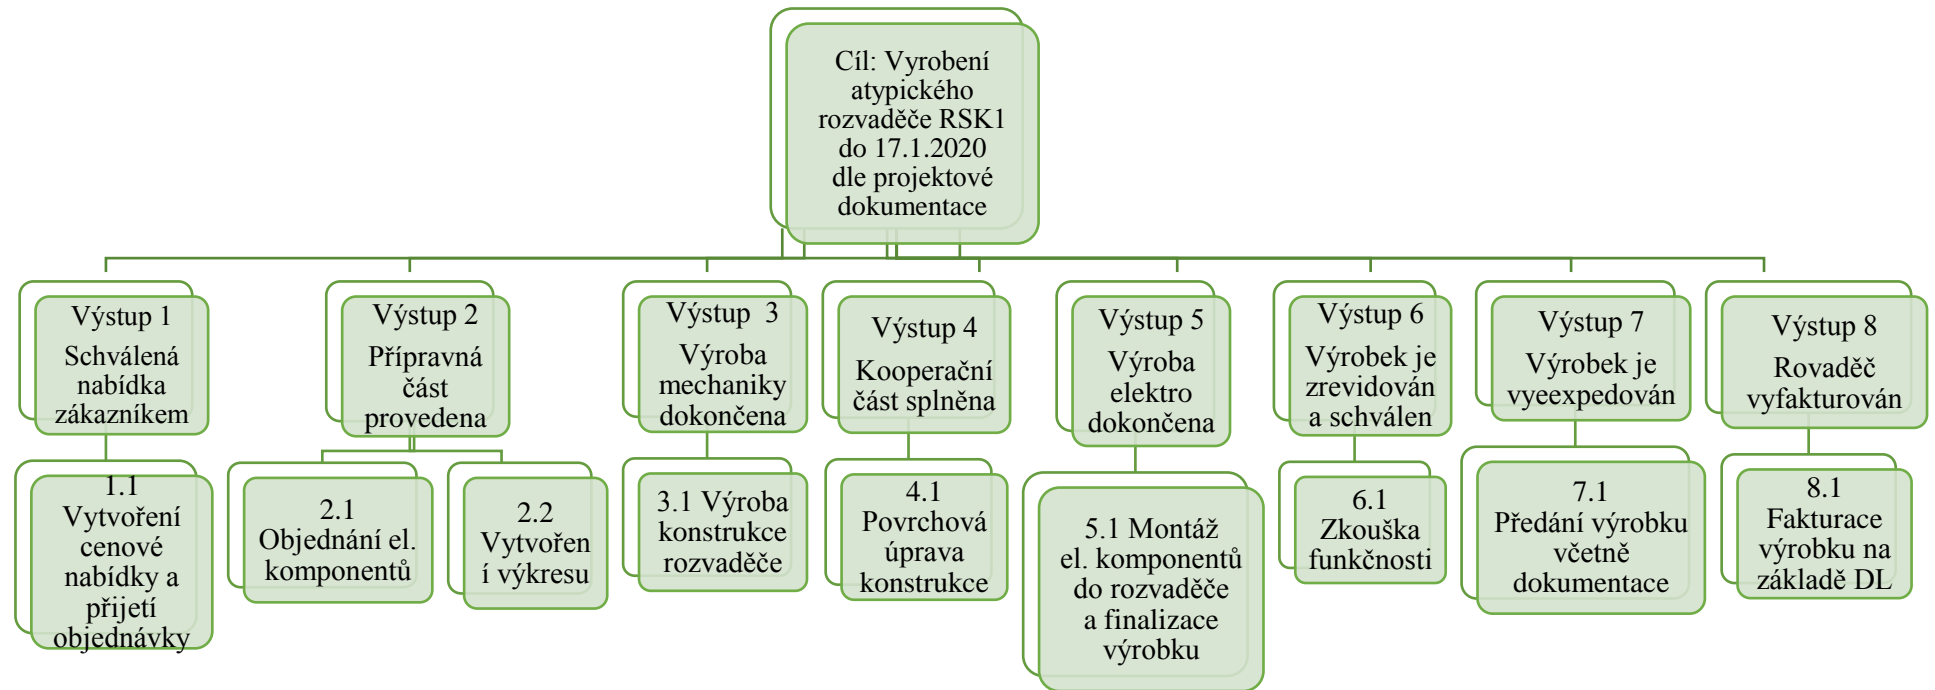 Cíl: Vyrobení
atypického
rozvaděče RSK1
do 17.1.2020
dle projektové
dokumentace
Výstup 1
Schválená
nabídka
zákazníkem
Výstup 2
Přípravná
část
provedena
Výstup 3
Výroba
mechaniky
dokončena
Výstup 4
Kooperační
část splněna
Výstup 5
Výroba
elektro
dokončena
Výstup 6
Výrobek je
zrevidován
a schválen
Výstup 7
Výrobek je
vyeexpedován
Výstup 8
Rovaděč
vyfakturován
1.1
Vytvoření
cenové
nabídky a
přijetí
objednávky
2.1
Objednání el.
komponentů
2.2
Vytvořen
í výkresu
3.1 Výroba
konstrukce
rozvaděče
4.1
Povrchová
úprava
konstrukce
5.1 Montáž
el. komponentů
do rozvaděče
a finalizace
výrobku
6.1
Zkouška
funkčnosti
7.1
Předání výrobku
včetně
dokumentace
8.1
Fakturace
výrobku na
základě DL